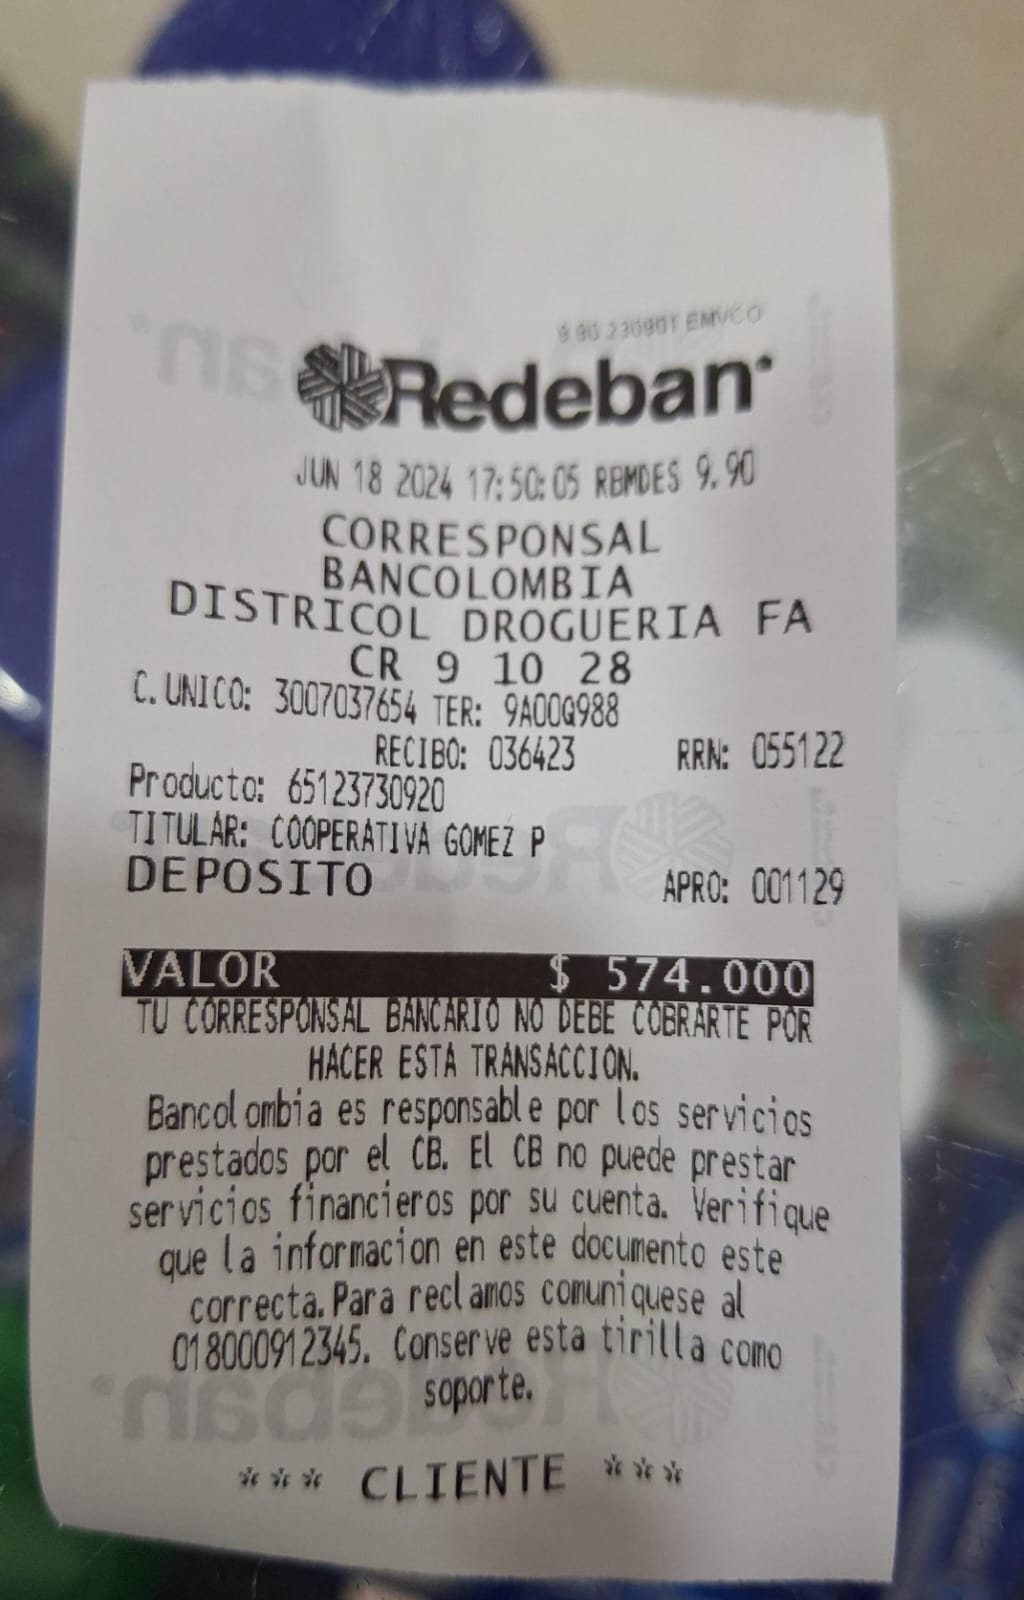 9.90 230901 EMVCO
Redeban
JUN 18 2024 17:50:05 RBMDES 9.90
CORRESPONSAL
BANCOLOMBIA
DISTRICOL DROGUERIA FA
CR 9 10 28
C. UNICO: 3007037654 TER: 9A00Q988
RECIBO: 036423 RRN: 055122
Producto: 65123730920
TITULAR: COOPERATIVA GOMEZ P
DEPOSITO APRO: 001129
VALOR $ 574.000
TU CORRESPONSAL BANCARIO NO DEBE COBRARTE POR
HACER ESTA TRANSACCION.
Bancolombia es responsable por los servicios
prestados por el CB. El CB no puede prestar
servicios financieros por su cuenta. Verifique
que la informacion en este documento este
correcta. Para reclamos comuniquese al
018000912345. Conserve esta tirilla como
soporte.
*** CLIENTE ***